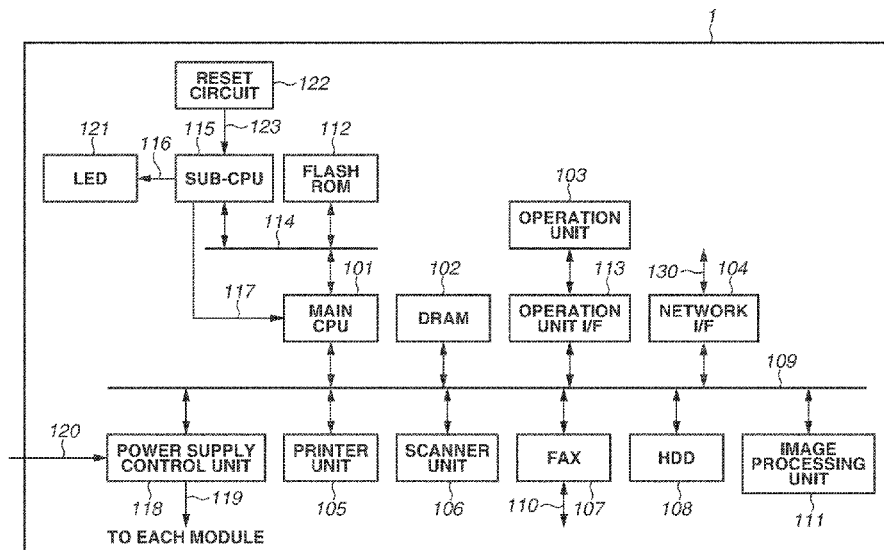 1
RESET
CIRCUIT
122
123
121
116
115
112
LED
SUB-CPU
FLASH
ROM
103
OPERATION
UNIT
114
101
102
113
130
104
117
MAIN
CPU
DRAM
OPERATION
UNIT I/F
NETWORK
I/F
109
120
POWER SUPPLY
CONTROL UNIT
PRINTER
UNIT
SCANNER
UNIT
FAX
HDD
IMAGE
PROCESSING
UNIT
118
119
105
106
110
107
108
111
TO EACH MODULE